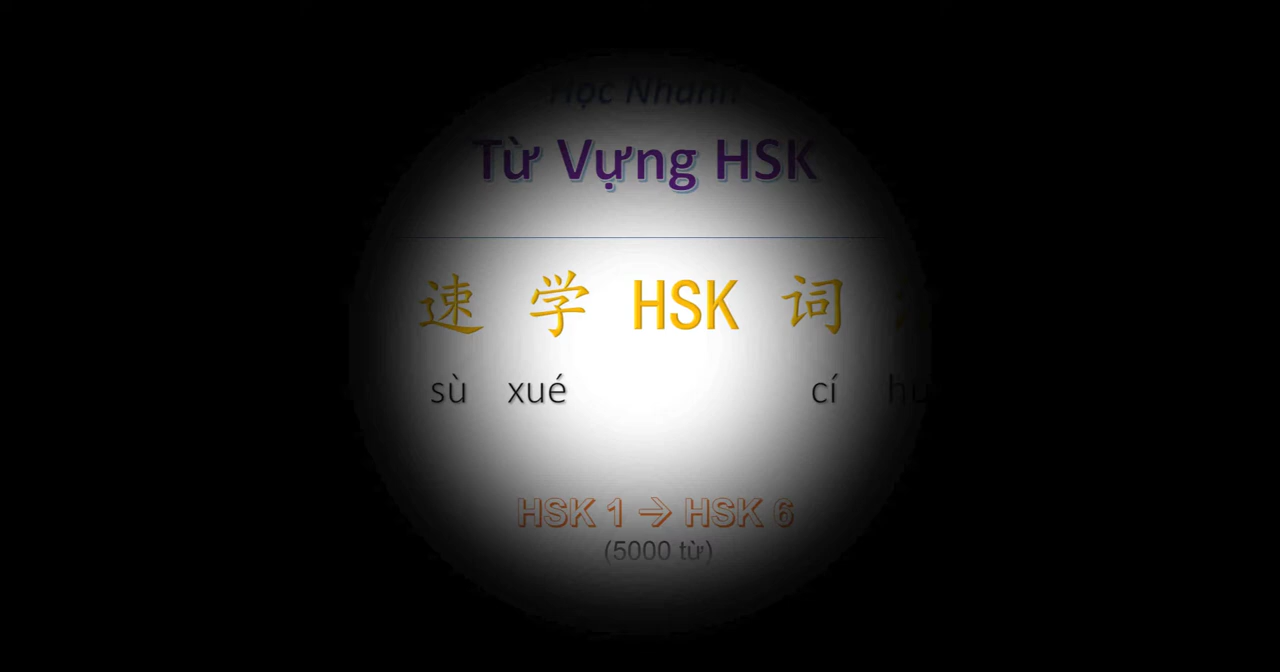 Học Nhanh
Từ Vựng HSK
速 学 HSK 词
sù xué cí
HSK 1 → HSK 6
(5000 từ)